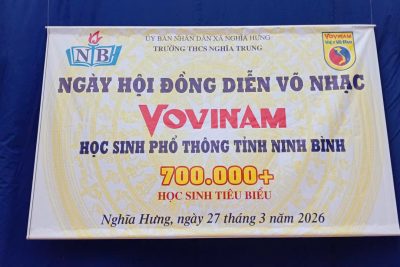 ỦY BAN NHÂN DÂN XÃ NGHĨA HƯNG
TRƯỜNG THCS NGHĨA TRUNG
NB
VOVINAM
NGÀY HỘI ĐỒNG DIỄN VÕ NHẠC
VOVINAM
HỌC SINH PHỔ THÔNG TỈNH NINH BÌNH
700.000+
HỌC SINH TIÊU BIỂU
Nghĩa Hưng, ngày 27 tháng 3 năm 2026